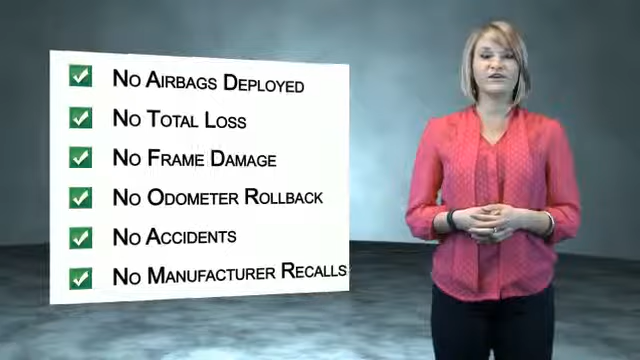 No Airbags Deployed
No Total Loss
No Frame Damage
No Odometer Rollback
No Accidents
No Manufacturer Recalls